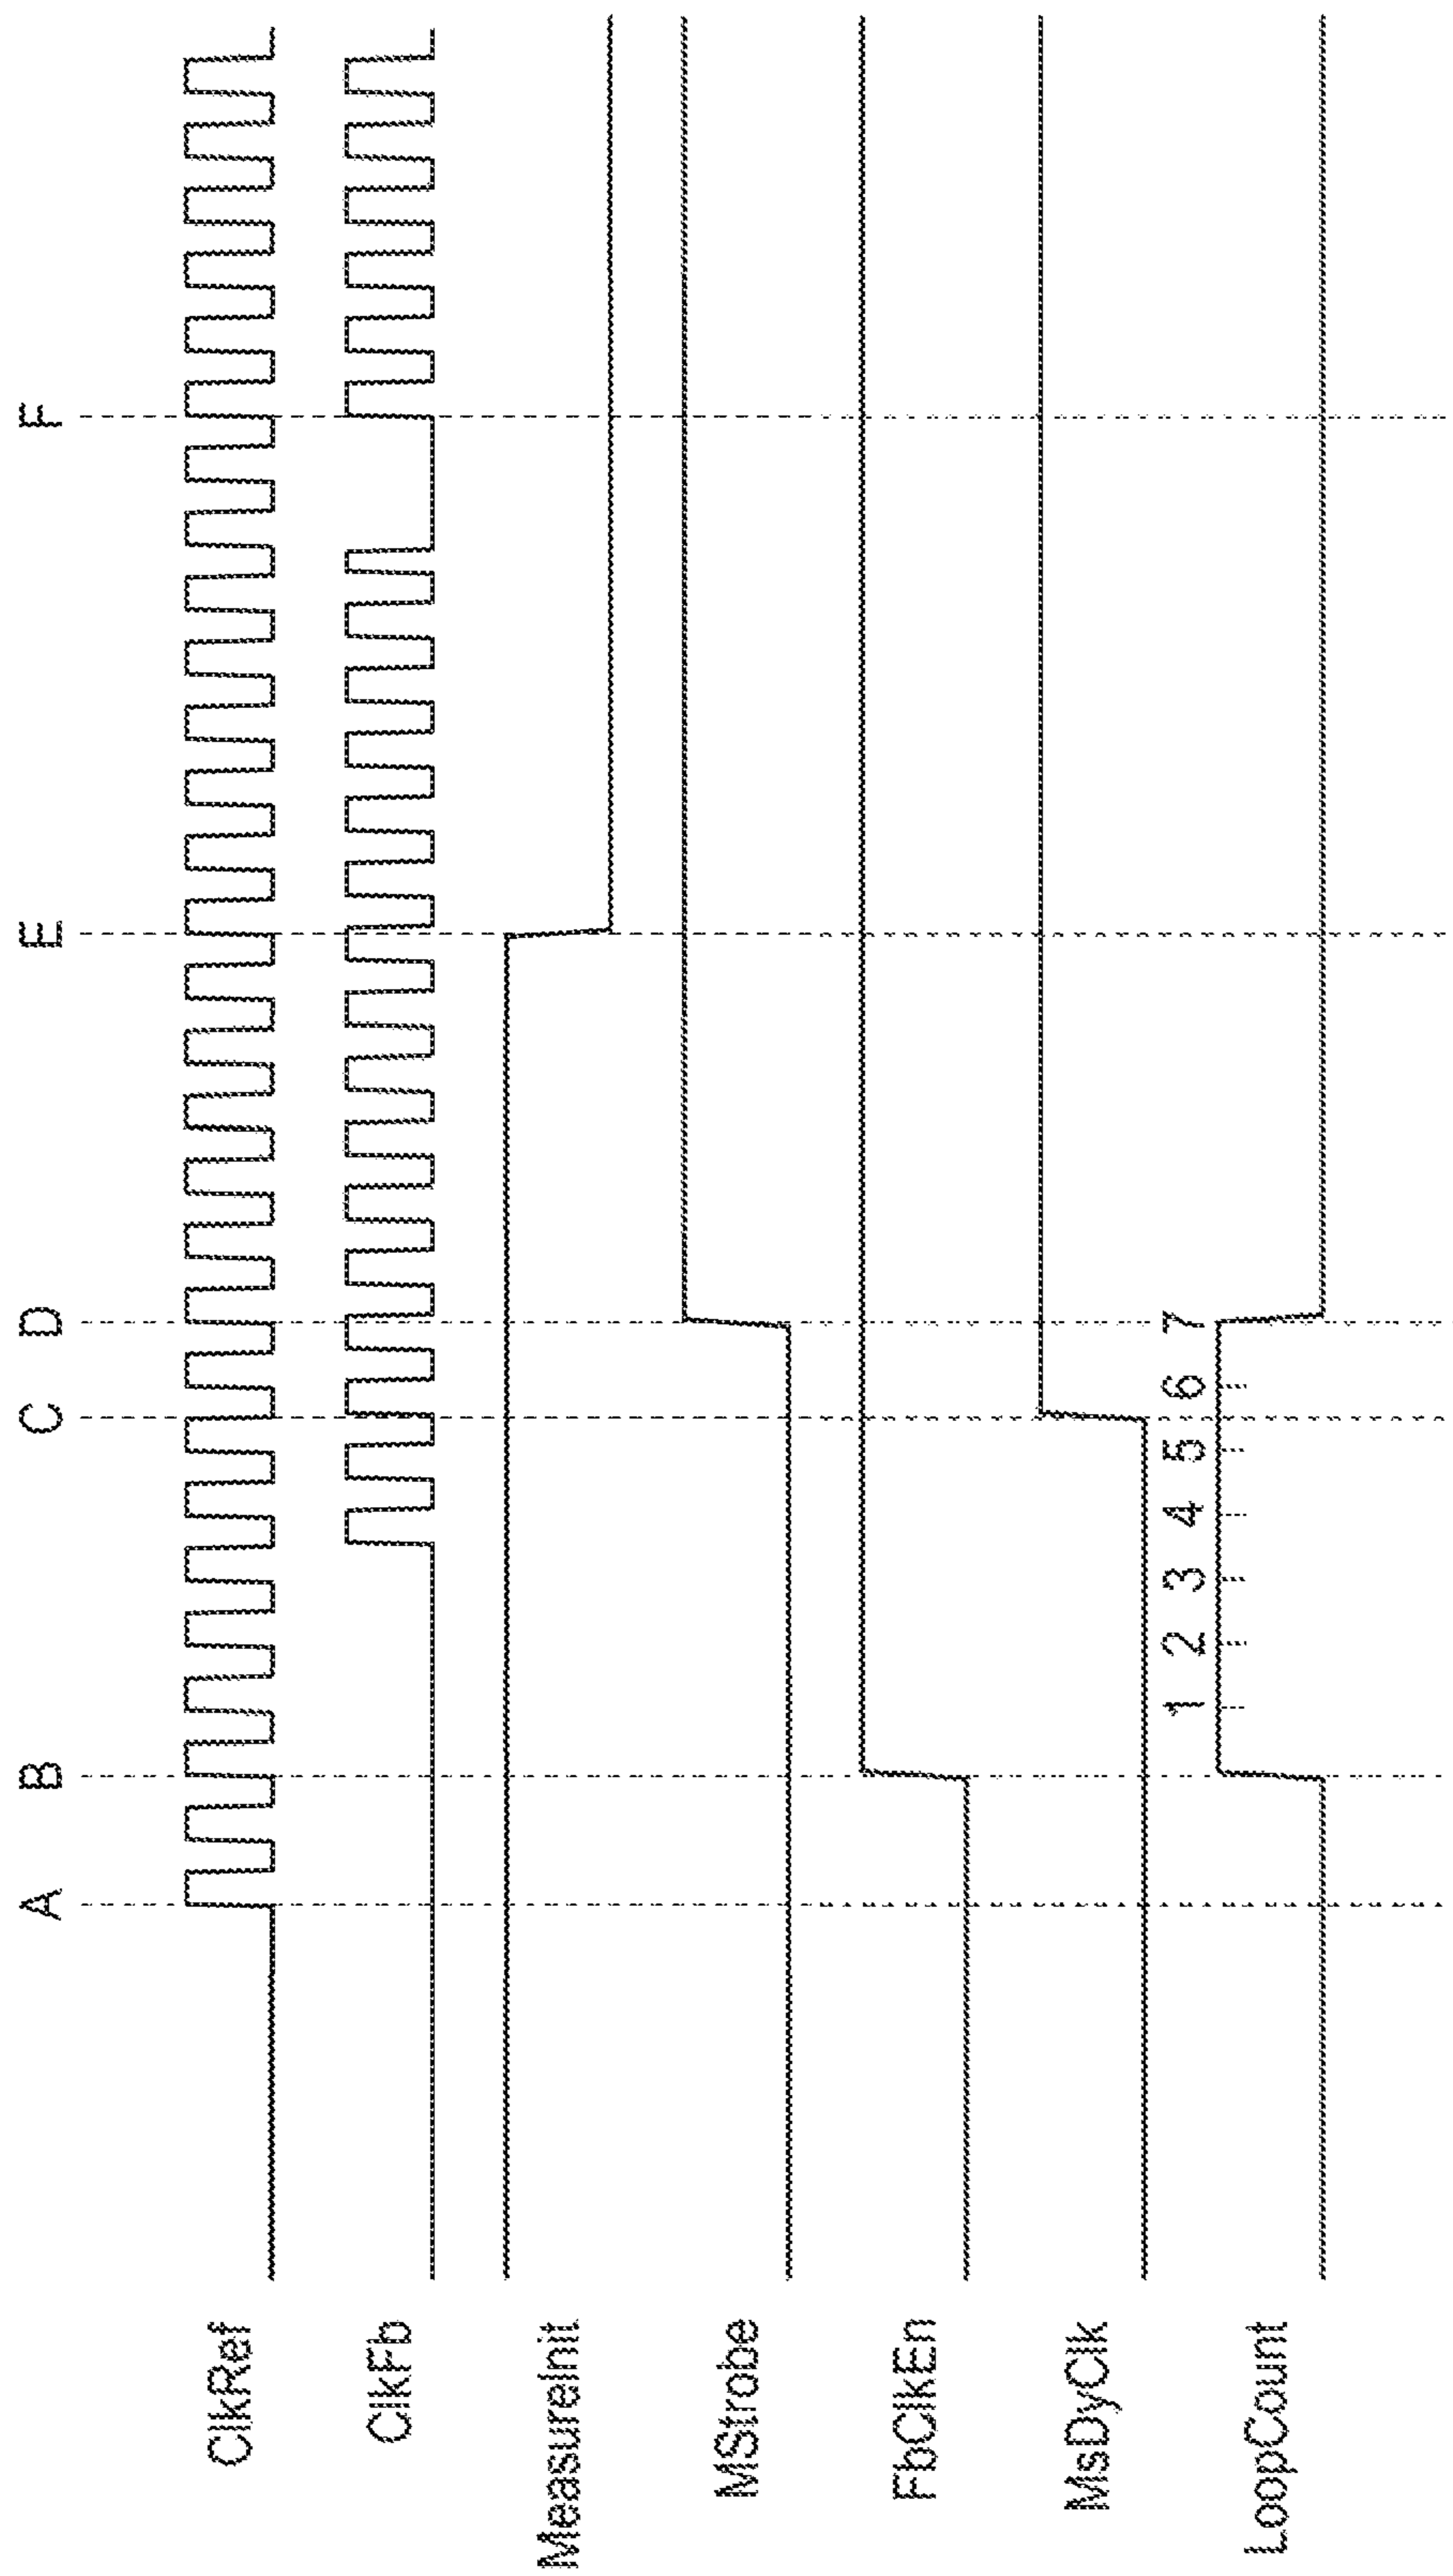 A B C D E F
ClkRef
ClkFb
MeasureInit
MStrobe
FbClkEn
MsDyClk
1 2 3 4 5 6 7
LoopCount